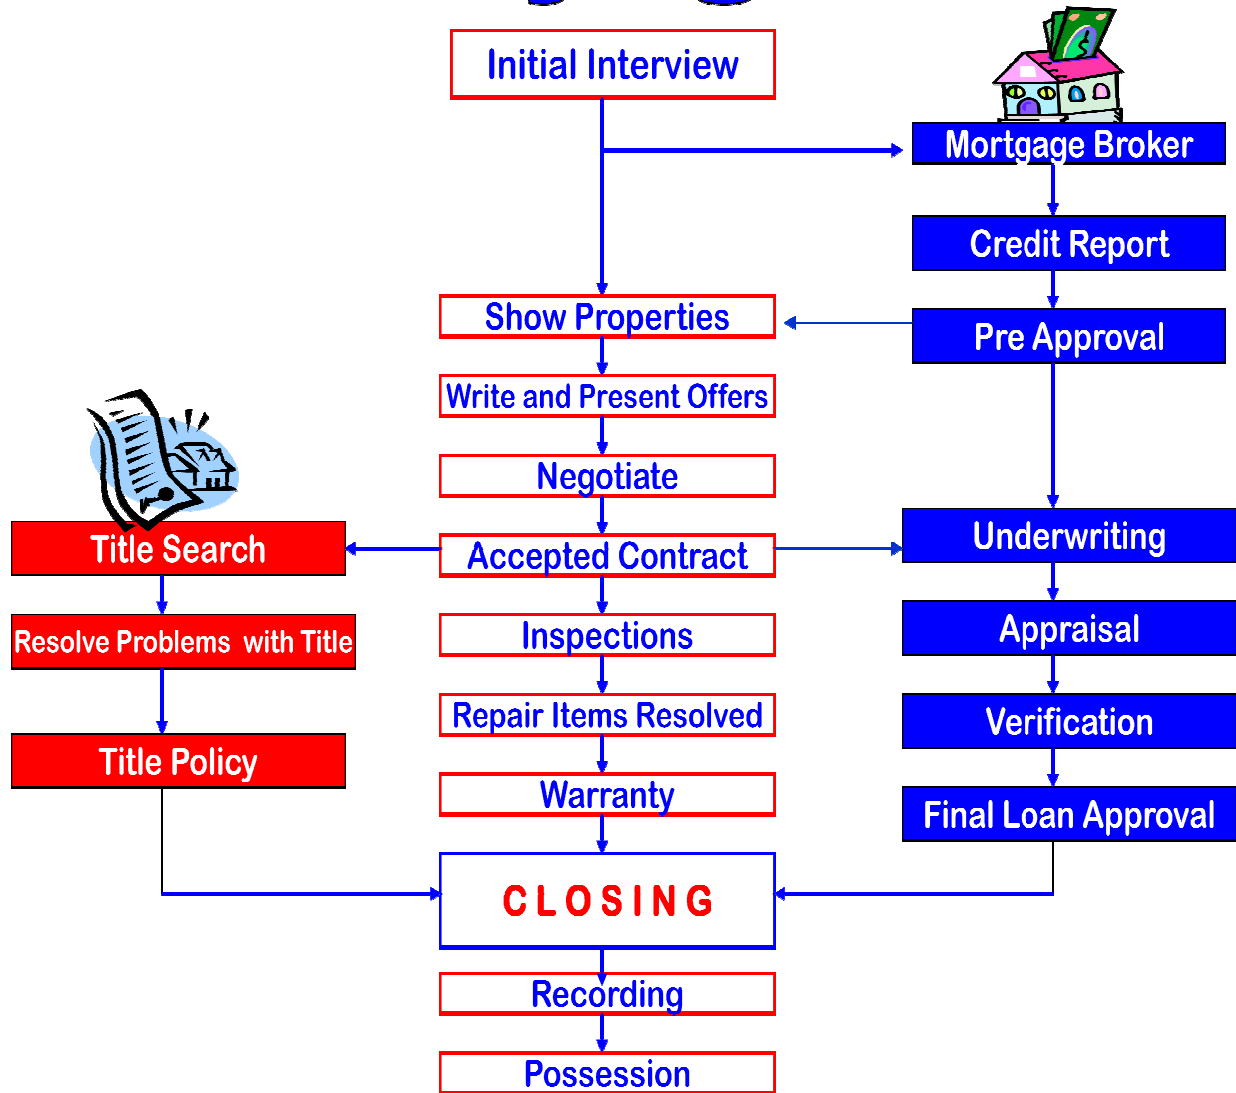 Initial Interview
Mortgage Broker
Credit Report
Show Properties
Pre Approval
Write and Present Offers
Negotiate
Title Search
Accepted Contract
Underwriting
Resolve Problems with Title
Inspections
Appraisal
Repair Items Resolved
Verification
Title Policy
Warranty
Final Loan Approval
CLOSING
Recording
Possession